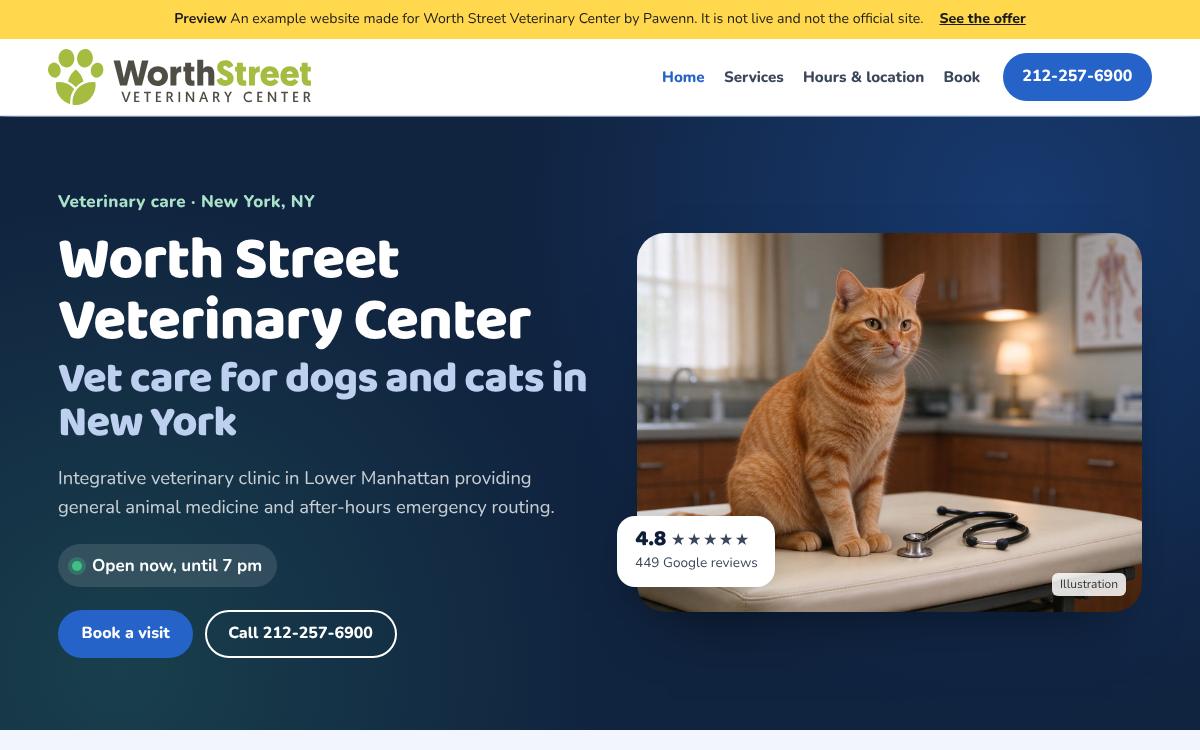 Preview An example website made for Worth Street Veterinary Center by Pawenn. It is not live and not the official site. See the offer
WorthStreet
VETERINARY CENTER
Home Services Hours & location Book 212-257-6900
Veterinary care · New York, NY
Worth Street
Veterinary Center
Vet care for dogs and cats in
New York
Integrative veterinary clinic in Lower Manhattan providing
general animal medicine and after-hours emergency routing.
Open now, until 7 pm
Book a visit Call 212-257-6900
4.8 ★★★★★
449 Google reviews
Illustration